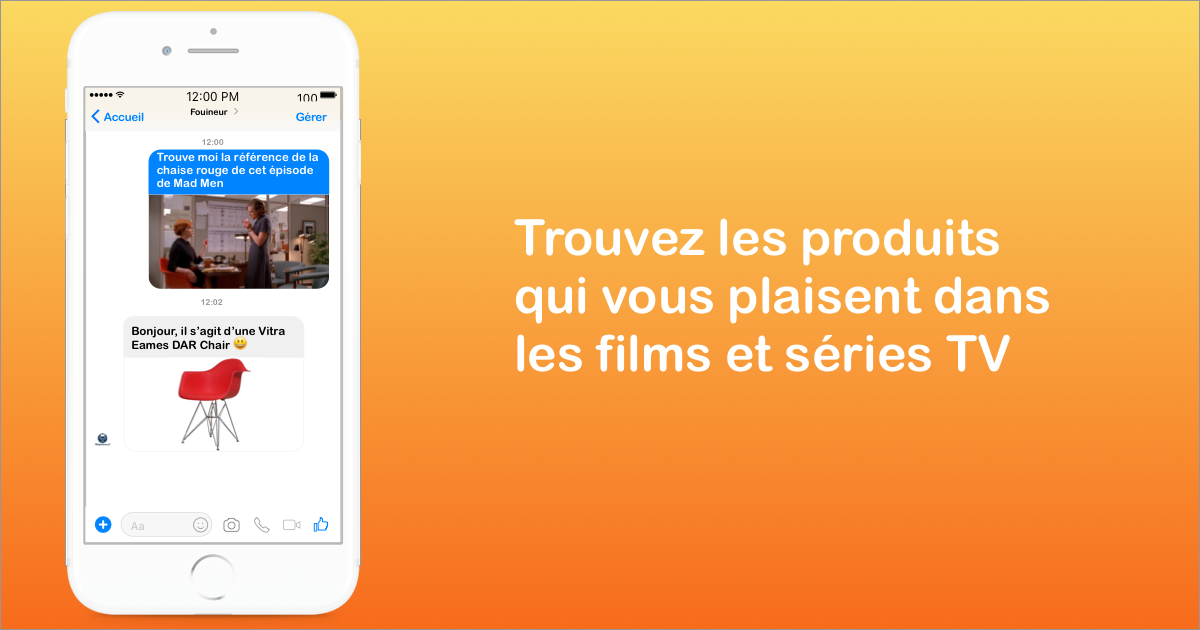 12:00 PM
100
Accueil
Fouineur
Gérer
12:00
Trouve moi la référence de la
chaise rouge de cet épisode
de Mad Men
12:02
Bonjour, il s’agit d’une Vitra
Eames DAR Chair 😃
Aa
Trouvez les produits
qui vous plaisent dans
les films et séries TV